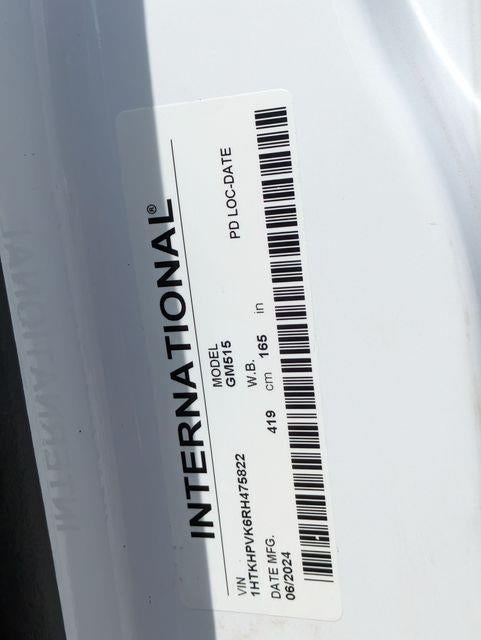 INTERNATIONAL®
MODEL
GM515
VIN
1HTKHPVK6RH475822
W.B.
419 cm 165 in
DATE MFG.
06/2024
PD LOC-DATE